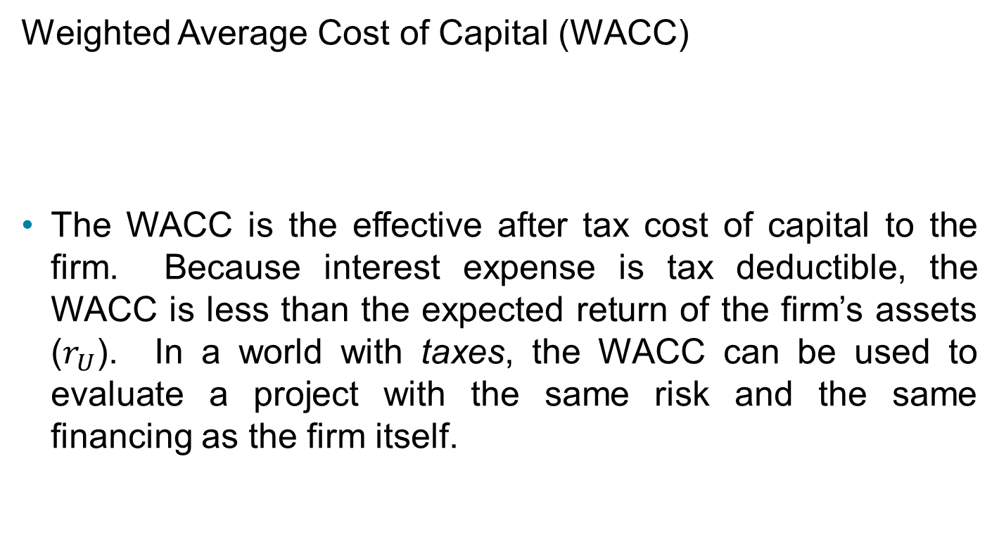 Weighted Average Cost of Capital (WACC)
• The WACC is the effective after tax cost of capital to the
firm. Because interest expense is tax deductible, the
WACC is less than the expected return of the firm’s assets
(𝑟𝑈). In a world with taxes, the WACC can be used to
evaluate a project with the same risk and the same
financing as the firm itself.